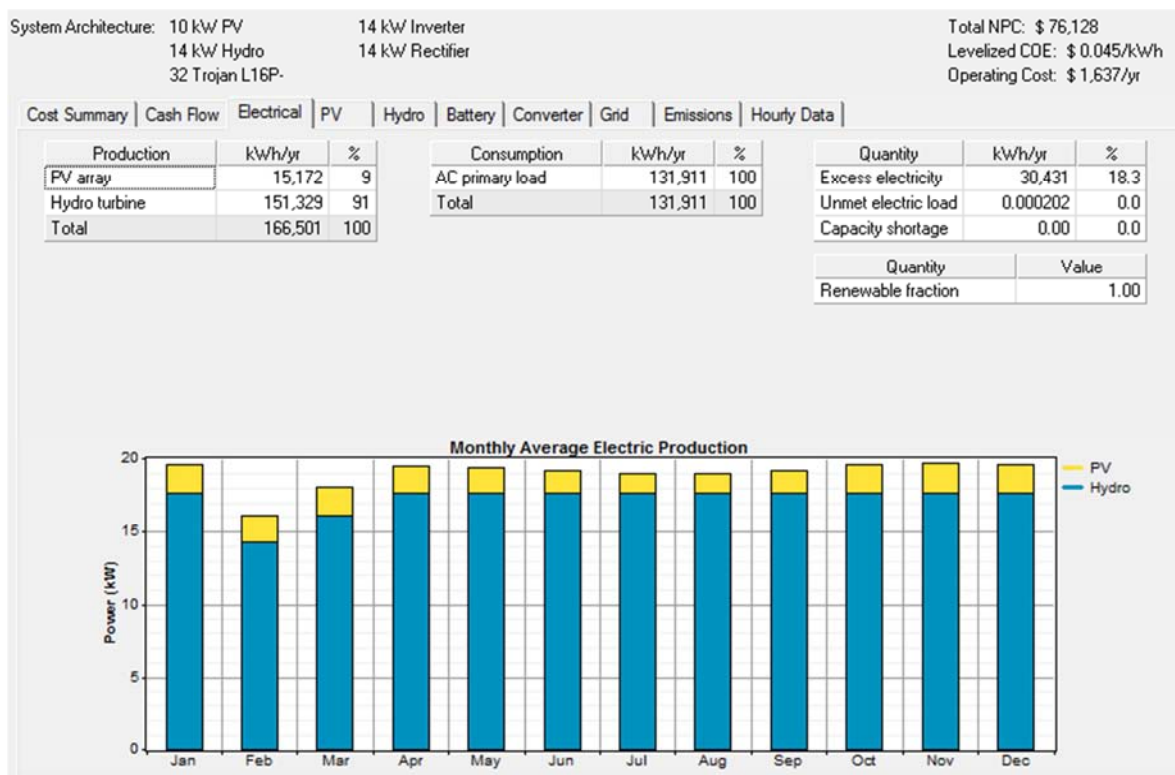 System Architecture: 10 kW PV 14 kW Inverter Total NPC: $ 76,128
14 kW Hydro 14 kW Rectifier Levelized COE: $ 0.045/kWh
32 Trojan L16P- Operating Cost: $ 1,637/yr
Cost Summary Cash Flow Electrical PV Hydro Battery Converter Grid Emissions Hourly Data
Production kWh/yr % Consumption kWh/yr % Quantity kWh/yr %
PV array 15,172 9 AC primary load 131,911 100 Excess electricity 30,431 18.3
Hydro turbine 151,329 91 Total 131,911 100 Unmet electric load 0.000202 0.0
Total 166,501 100 Capacity shortage 0.00 0.0
Quantity Value
Renewable fraction 1.00
Monthly Average Electric Production
20
PV
Hydro
15
Power (kW)
10
5
0
Jan Feb Mar Apr May Jun Jul Aug Sep Oct Nov Dec